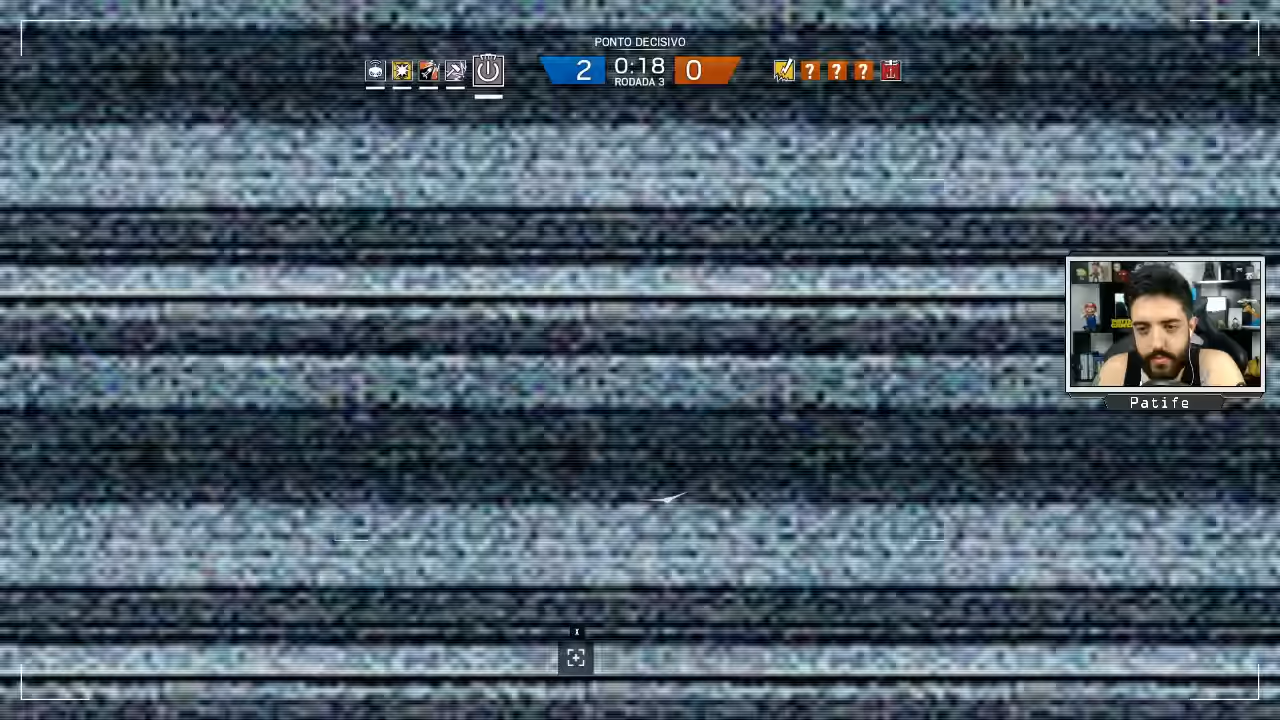 PONTO DECISIVO
2 0:18 0
RODADA 3
? ? ?
Patife
X